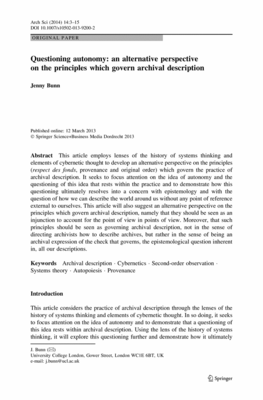 Arch Sci (2014) 14:3–15
DOI 10.1007/s10502-013-9200-2
ORIGINAL PAPER
Questioning autonomy: an alternative perspective
on the principles which govern archival description
Jenny Bunn
Published online: 12 March 2013
© Springer Science+Business Media Dordrecht 2013
Abstract This article employs lenses of the history of systems thinking and
elements of cybernetic thought to develop an alternative perspective on the principles
(respect des fonds, provenance and original order) which govern the practice of
archival description. It seeks to focus attention on the idea of autonomy and the
questioning of this idea that rests within the practice and to demonstrate how this
questioning ultimately resolves into a concern with epistemology and with the
question of how we can describe the world around us without any point of reference
external to ourselves. This article will also suggest an alternative perspective on the
principles which govern archival description, namely that they should be seen as an
injunction to account for the point of view in points of view. Moreover, that such
principles should be seen as governing archival description, not in the sense of
directing archivists how to describe archives, but rather in the sense of being an
archival expression of the check that governs, the epistemological question inherent
in, all our descriptions.
Keywords Archival description · Cybernetics · Second-order observation ·
Systems theory · Autopoiesis · Provenance
Introduction
This article considers the practice of archival description through the lenses of the
history of systems thinking and elements of cybernetic thought. In so doing, it seeks
to focus attention on the idea of autonomy and to demonstrate that a questioning of
this idea rests within archival description. Using the lens of the history of systems
thinking, it will explore this questioning further and demonstrate how it ultimately
J. Bunn
University College London, Gower Street, London WC1E 6BT, UK
e-mail: j.bunn@ucl.ac.uk
Springer